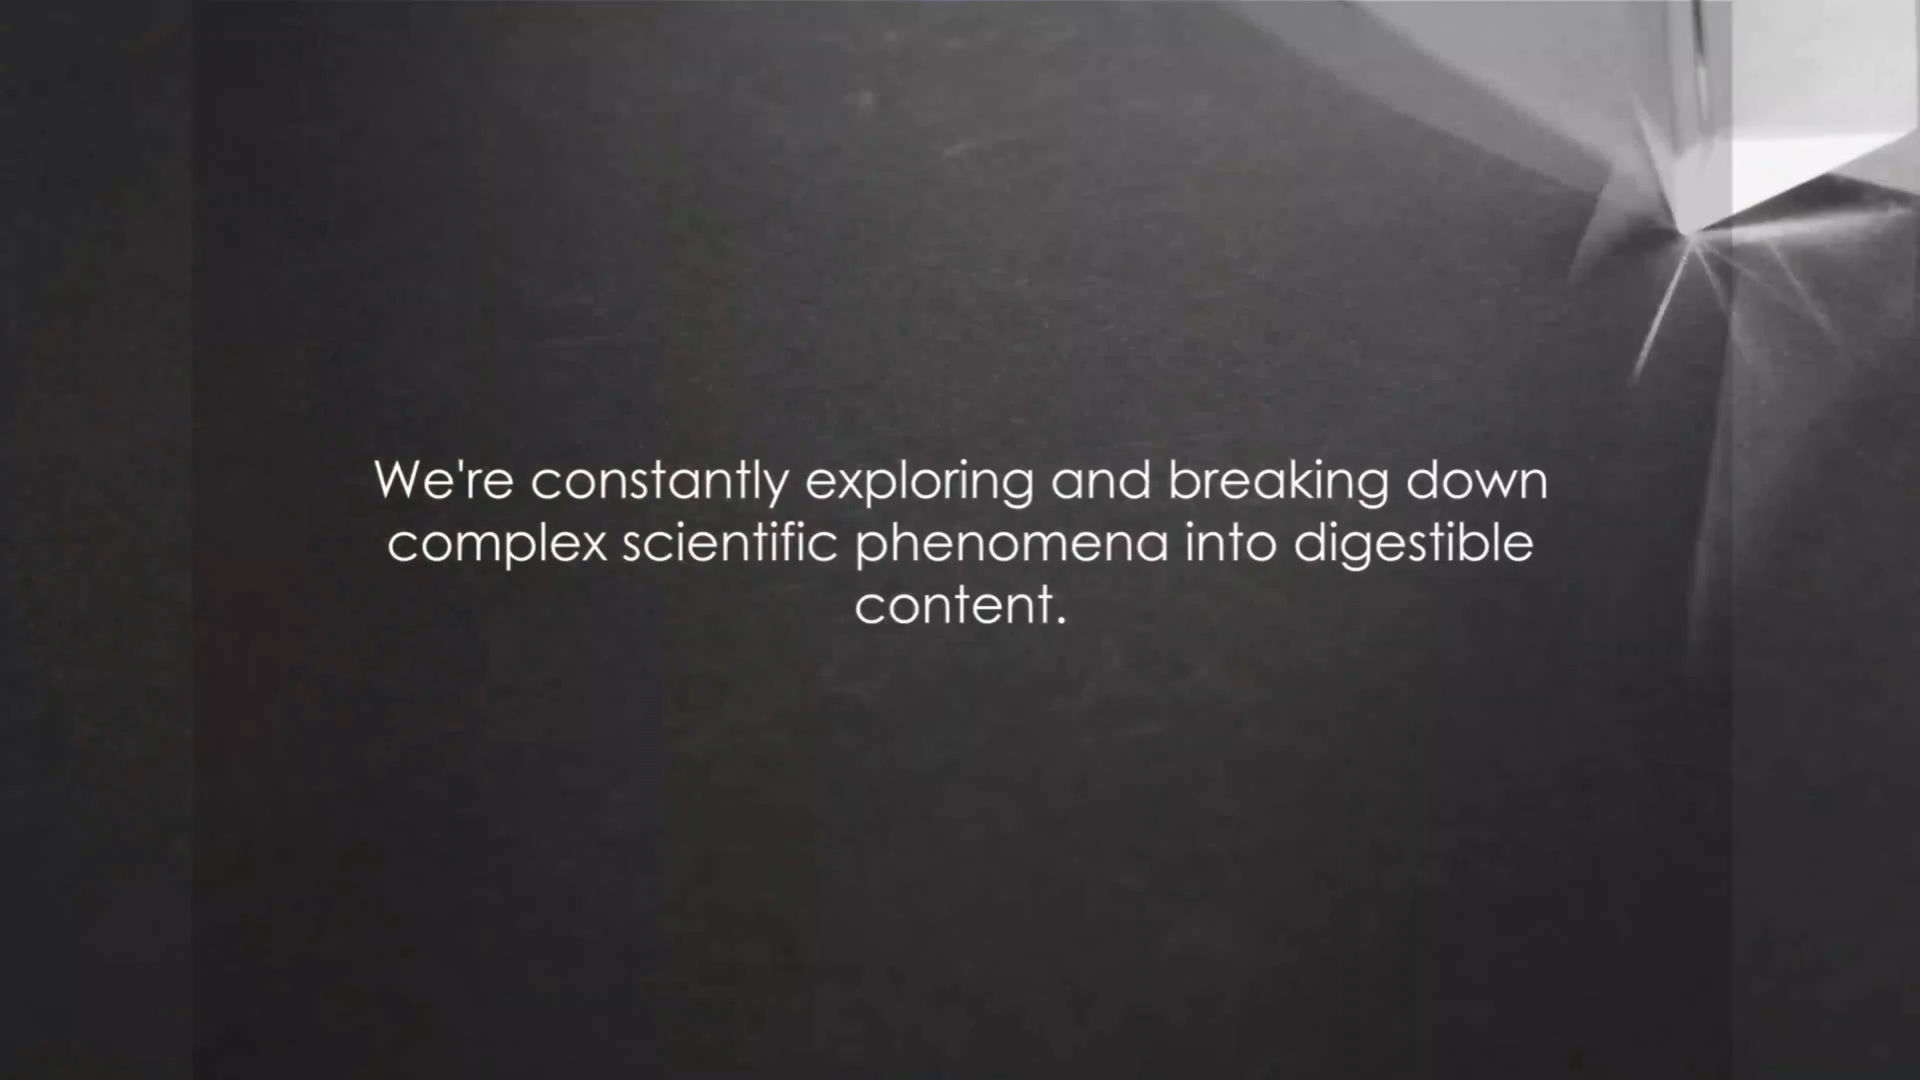 We're constantly exploring and breaking down
complex scientific phenomena into digestible
content.